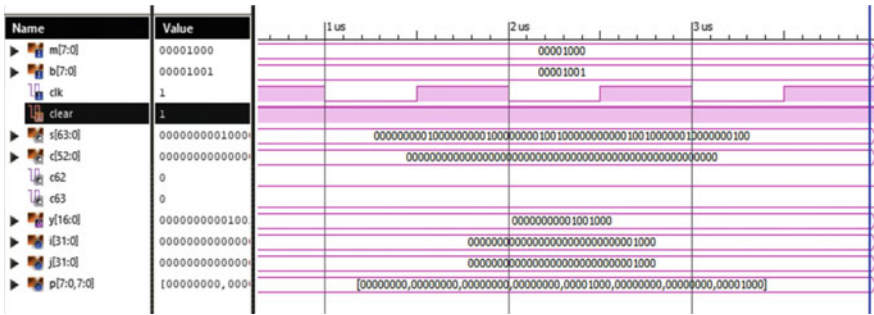 Name Value 1 us 2 us 3 us
m[7:0] 00001000 00001000
b[7:0] 00001001 00001001
clk 1
clear 1
s[63:0] 0000000001000
c[52:0] 0000000000000 00000000000000000000000000000000000000000000000000000
c62 0
c63 0
y[16:0] 0000000000100 00000000001001000
i[31:0] 0000000000000 00000000000000000000000000001000
j[31:0] 0000000000000 00000000000000000000000000001000
p[7:0,7:0] [00000000,000 [00000000,00000000,00000000,00000000,00001000,00000000,00000000,00001000]